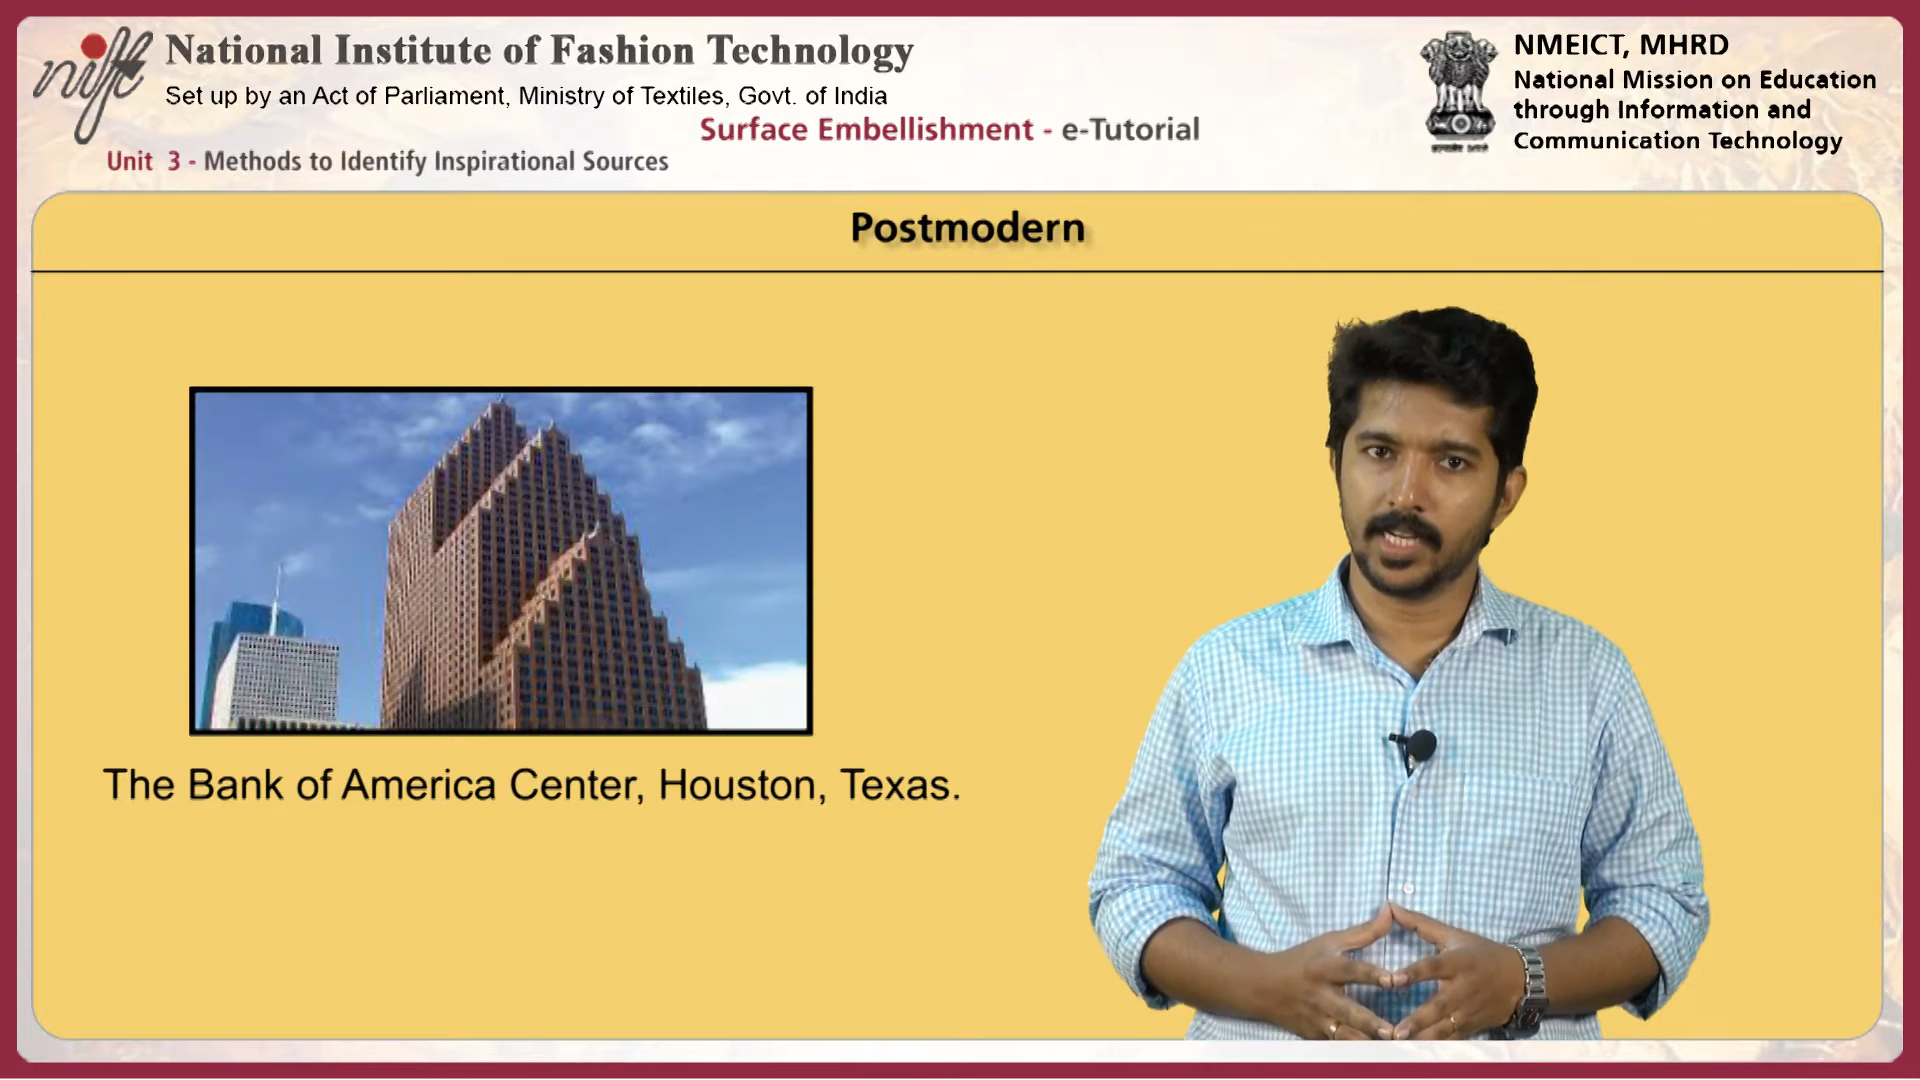 nift
National Institute of Fashion Technology
Set up by an Act of Parliament, Ministry of Textiles, Govt. of India
Surface Embellishment - e-Tutorial
Unit 3 - Methods to Identify Inspirational Sources
NMEICT, MHRD
National Mission on Education
through Information and
Communication Technology
Postmodern
The Bank of America Center, Houston, Texas.